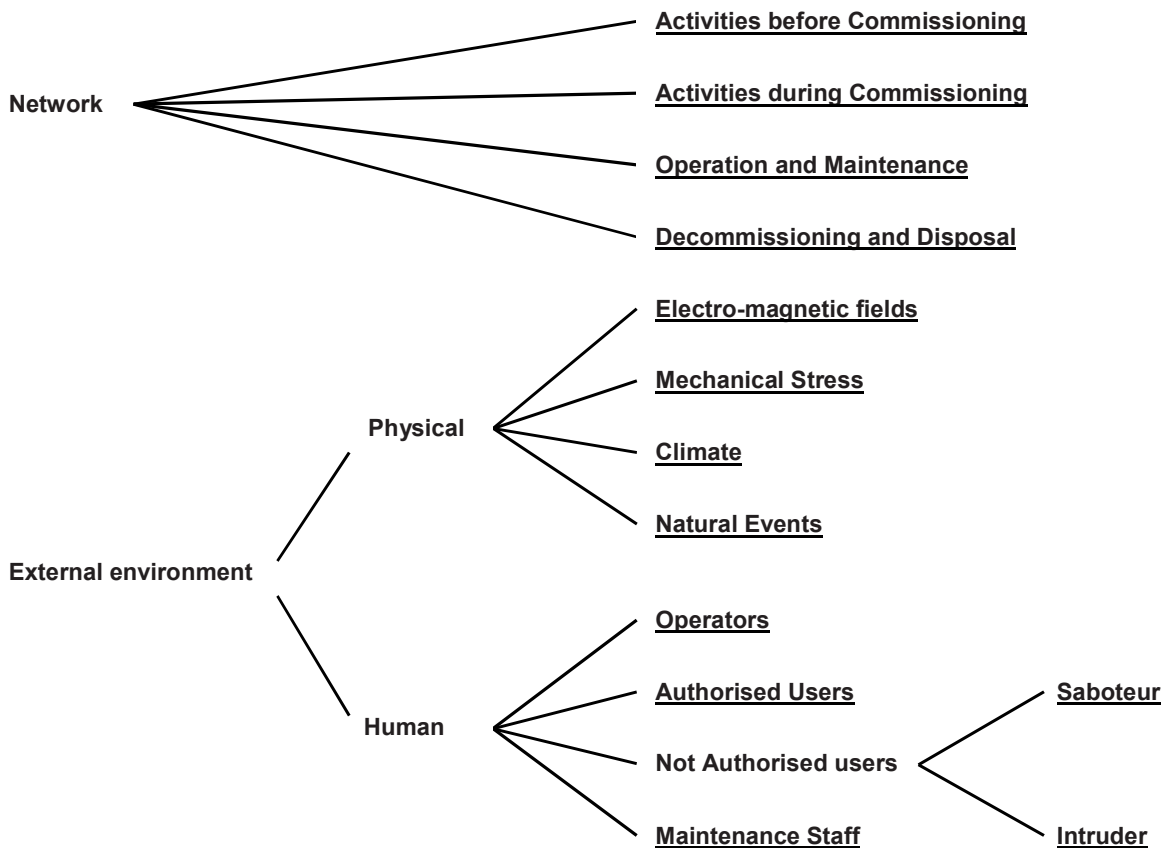 Activities before Commissioning
Network
Activities during Commissioning
Operation and Maintenance
Decommissioning and Disposal
Electro-magnetic fields
Mechanical Stress
Physical
Climate
Natural Events
External environment
Operators
Authorised Users
Saboteur
Human
Not Authorised users
Maintenance Staff
Intruder